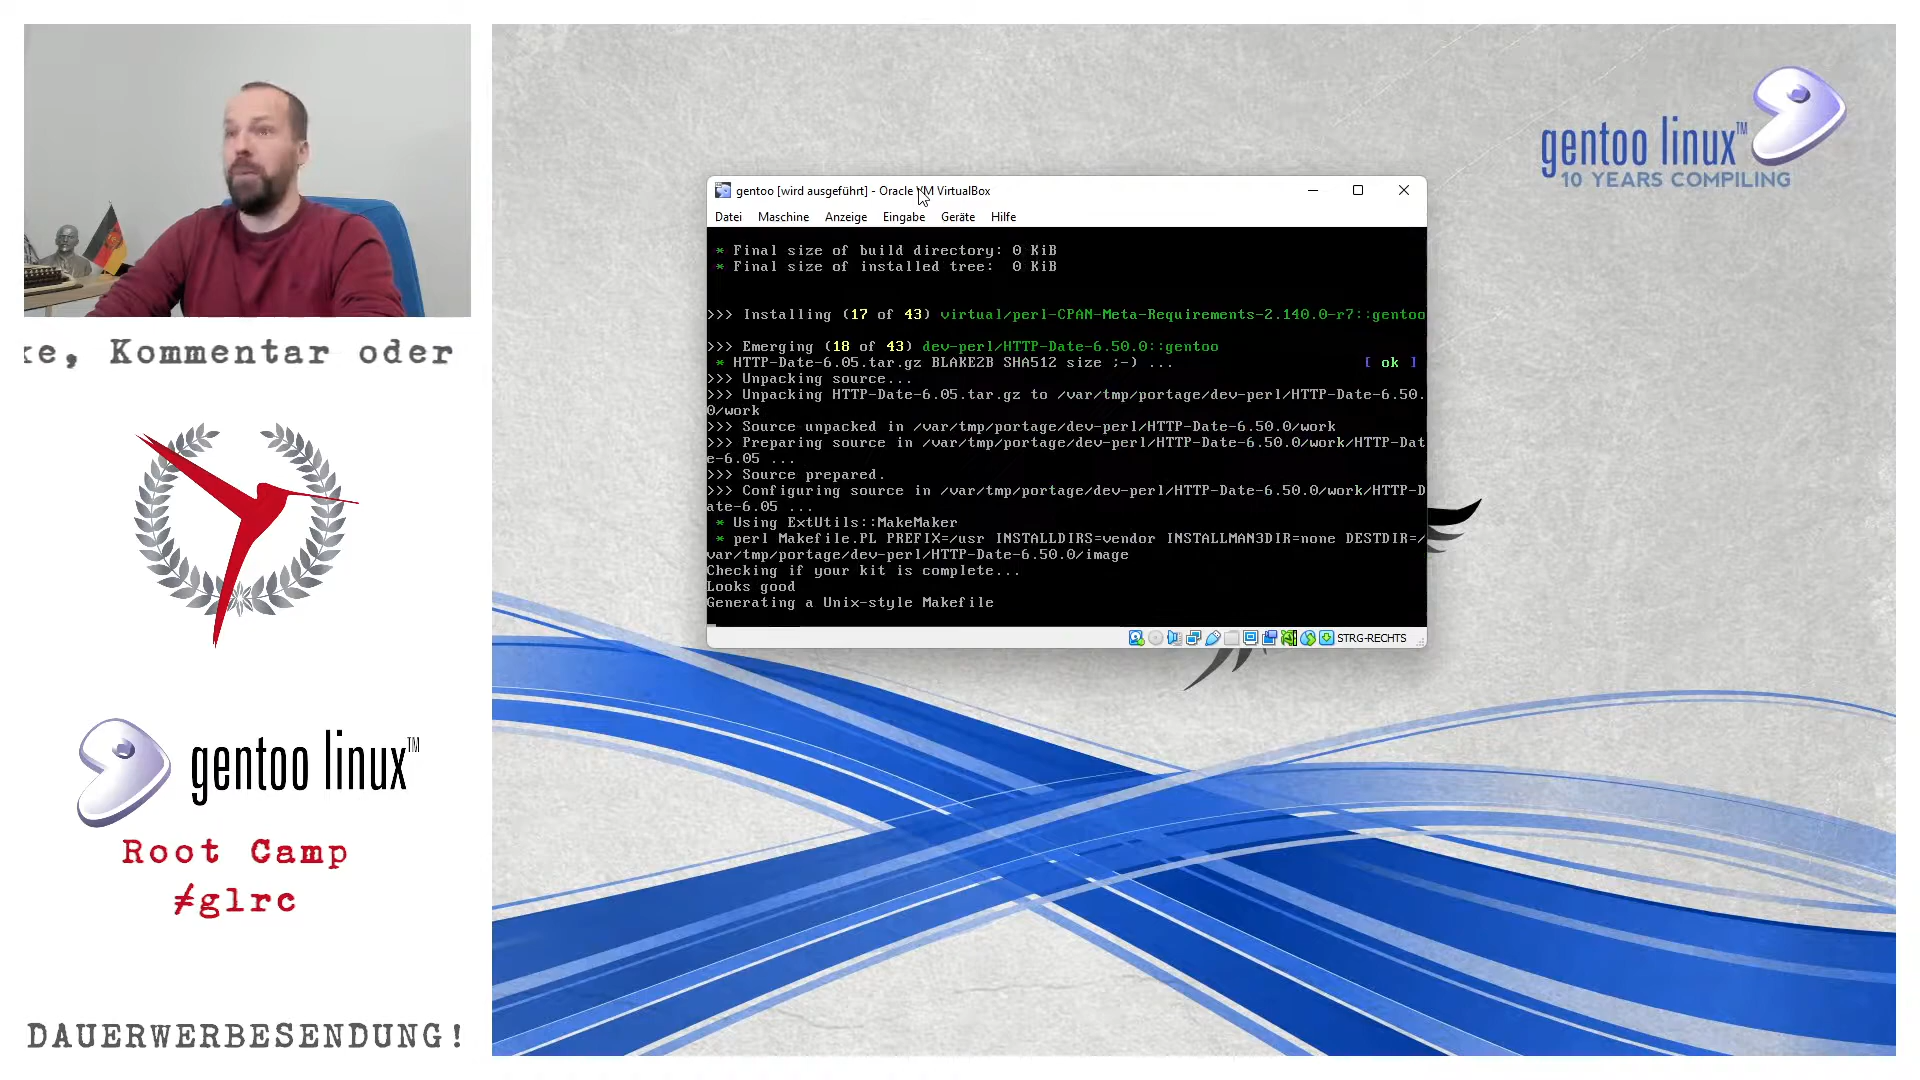 ke, Kommentar oder
gentoo linux™
Root Camp
≠glrc
DAUERWERBESENDUNG!
gentoo linux™
10 YEARS COMPILING
gentoo [wird ausgeführt] - Oracle VM VirtualBox
Datei Maschine Anzeige Eingabe Geräte Hilfe
* Final size of build directory: 0 KiB
* Final size of installed tree:  0 KiB
>>> Installing (17 of 43) virtual/perl-CPAN-Meta-Requirements-2.140.0-r7::gentoo
>>> Emerging (18 of 43) dev-perl/HTTP-Date-6.50.0::gentoo
* HTTP-Date-6.05.tar.gz BLAKE2B SHA512 size ;-) ... [ ok ]
>>> Unpacking source...
>>> Unpacking HTTP-Date-6.05.tar.gz to /var/tmp/portage/dev-perl/HTTP-Date-6.50.
0/work
>>> Source unpacked in /var/tmp/portage/dev-perl/HTTP-Date-6.50.0/work
>>> Preparing source in /var/tmp/portage/dev-perl/HTTP-Date-6.50.0/work/HTTP-Dat
e-6.05 ...
>>> Source prepared.
>>> Configuring source in /var/tmp/portage/dev-perl/HTTP-Date-6.50.0/work/HTTP-D
ate-6.05 ...
* Using ExtUtils::MakeMaker
* perl Makefile.PL PREFIX=/usr INSTALLDIRS=vendor INSTALLMAN3DIR=none DESTDIR=/
var/tmp/portage/dev-perl/HTTP-Date-6.50.0/image
Checking if your kit is complete...
Looks good
Generating a Unix-style Makefile
STRG-RECHTS